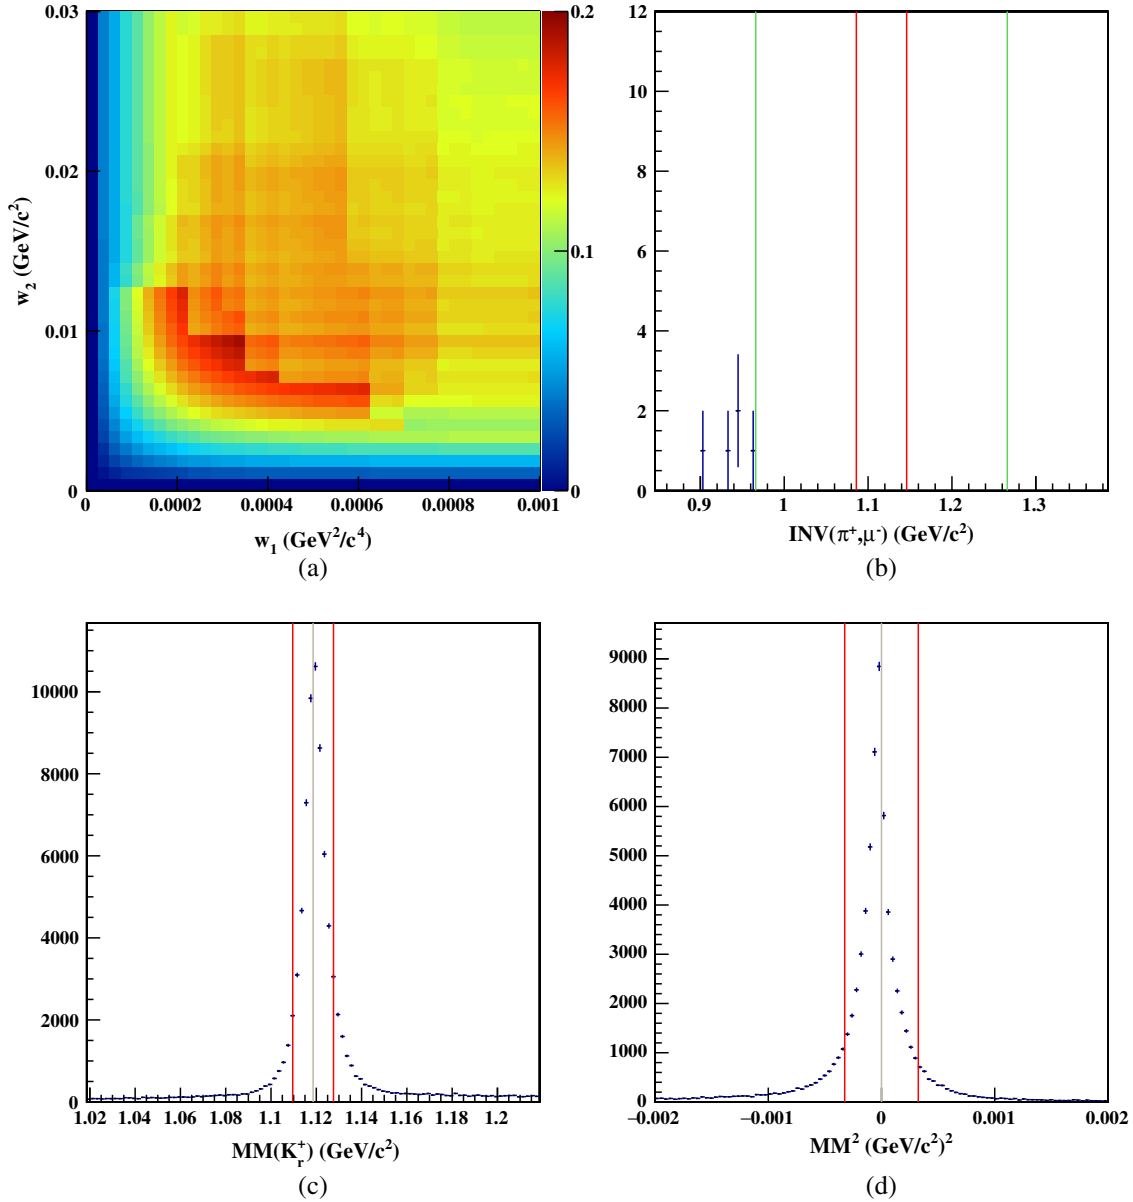 0.03
0.02
0.01
0
w₂ (GeV/c²)
0 0.0002 0.0004 0.0006 0.0008 0.001
w₁ (GeV²/c⁴)
0.2
0.1
0
(a)
12
10
8
6
4
2
0
0.9 1 1.1 1.2 1.3
INV(π⁺,μ⁻) (GeV/c²)
(b)
10000
8000
6000
4000
2000
0
1.02 1.04 1.06 1.08 1.1 1.12 1.14 1.16 1.18 1.2
MM(K⁺ᵣ) (GeV/c²)
(c)
9000
8000
7000
6000
5000
4000
3000
2000
1000
0
−0.002 −0.001 0 0.001 0.002
MM² (GeV/c²)²
(d)